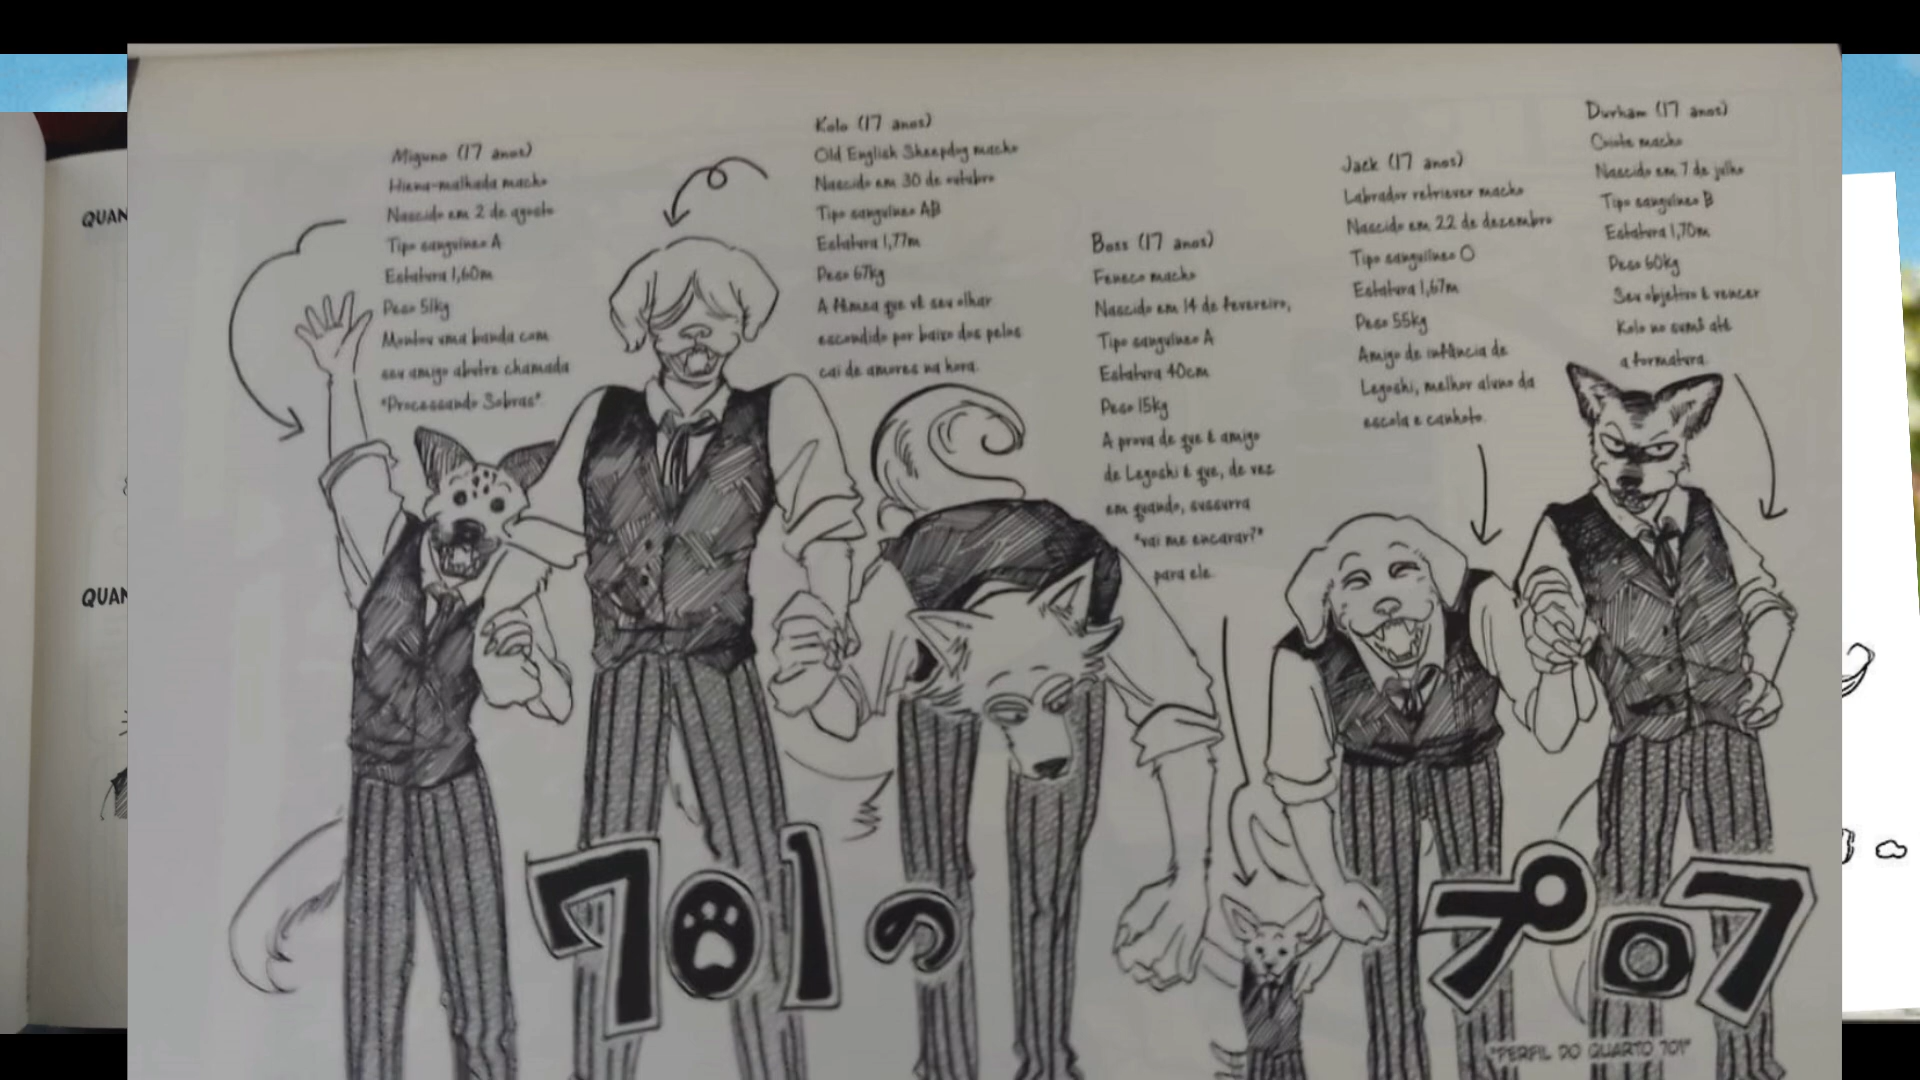 QUAN
QUAN
Miguno (17 anos)
Hiena-malhada macho
Nascido em 2 de agosto
Tipo sanguíneo A
Estatura 1,60m
Peso 51kg
Montou uma banda com
seu amigo abutre chamada
"Processando Sobras"
Kolo (17 anos)
Old English Sheepdog macho
Nascido em 30 de outubro
Tipo sanguíneo AB
Estatura 1,77m
Peso 67kg
A fêmea que vê seu olhar
escondido por baixo dos pelos
cai de amores na hora.
Boss (17 anos)
Feneco macho
Nascido em 14 de fevereiro,
Tipo sanguíneo A
Estatura 40cm
Peso 15kg
A prova de que é amigo
de Legoshi é que, de vez
em quando, sussurra
"vai me encarar?"
para ele.
Jack (17 anos)
Labrador retriever macho
Nascido em 22 de dezembro
Tipo sanguíneo O
Estatura 1,67m
Peso 55kg
Amigo de infância de
Legoshi, melhor aluno da
escola e canhoto.
Durham (17 anos)
Coiote macho
Nascido em 7 de julho
Tipo sanguíneo B
Estatura 1,70m
Peso 60kg
Seu objetivo é vencer
Kolo no sumô até
a formatura.
701のプロフ
"PERFIL DO QUARTO 701"